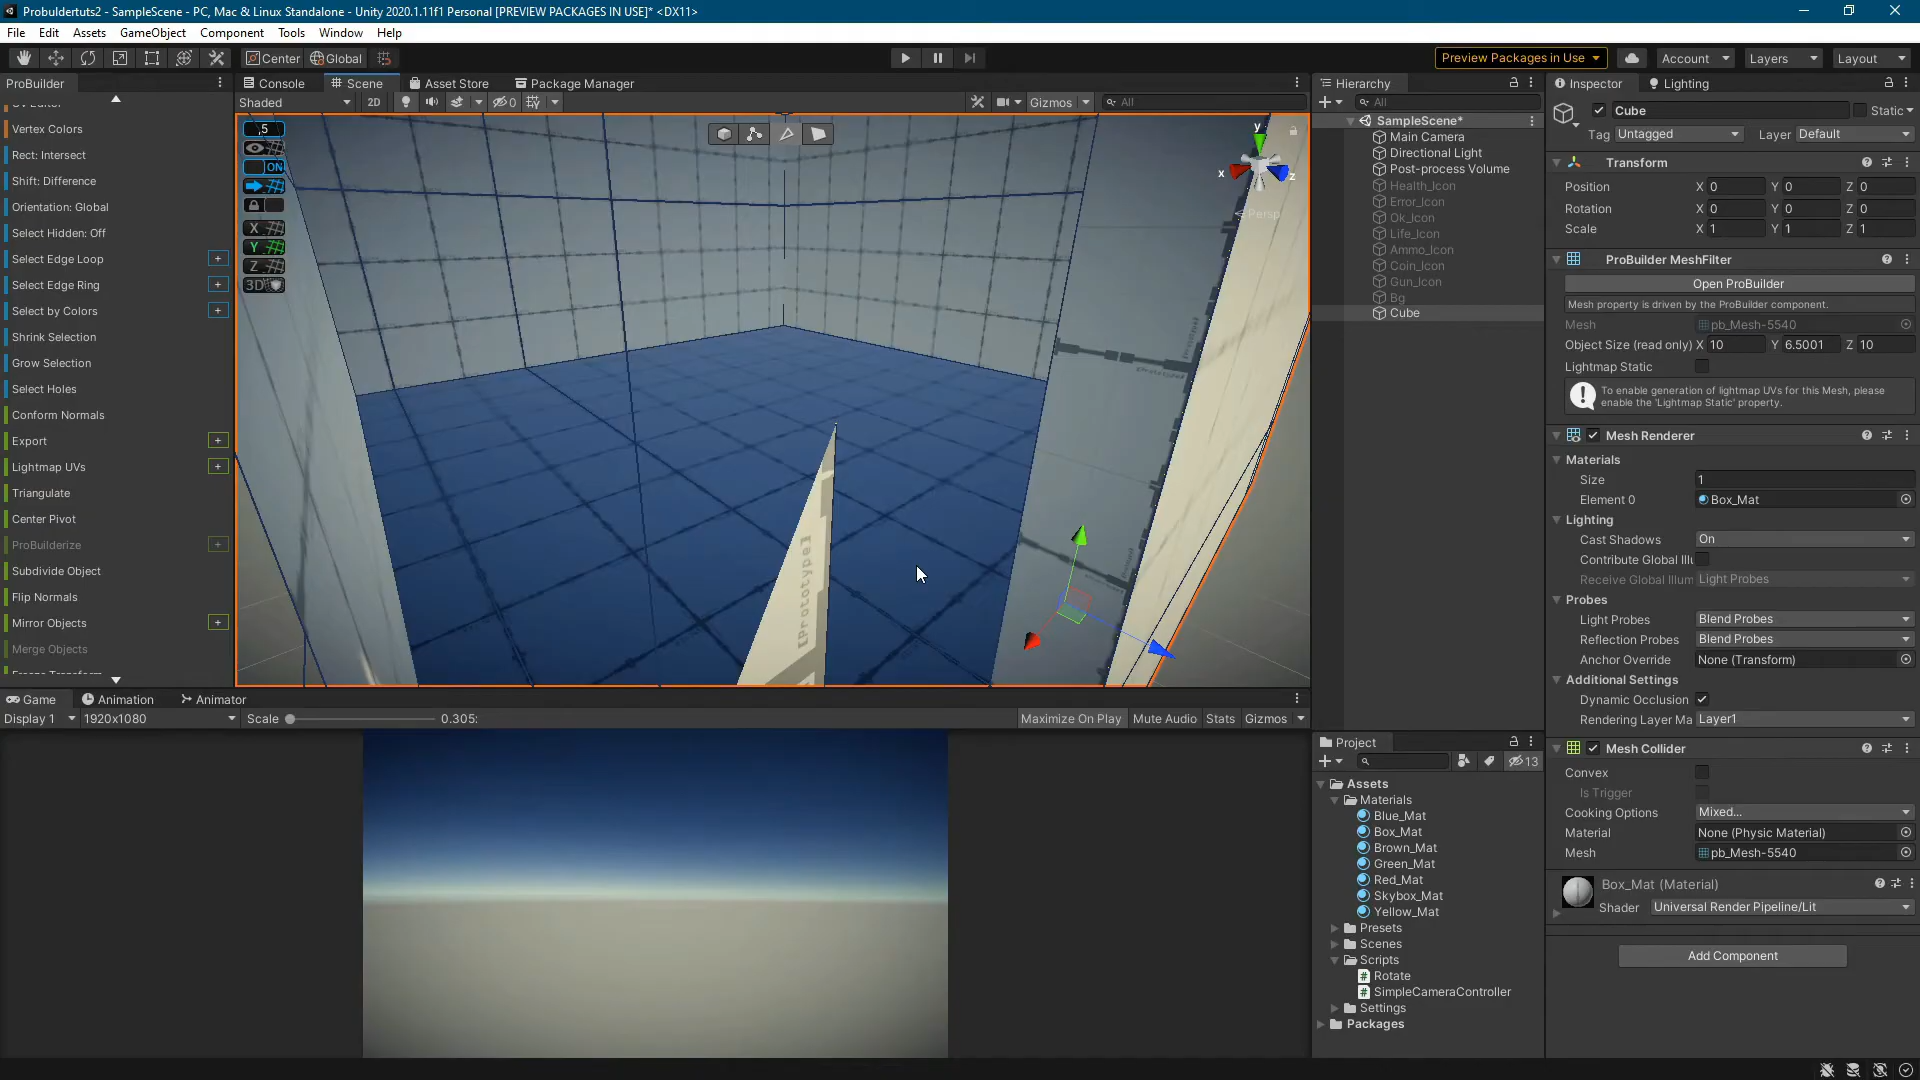 Probuldertuts2 - SampleScene - PC, Mac & Linux Standalone - Unity 2020.1.11f1 Personal [PREVIEW PACKAGES IN USE]* <DX11>
File Edit Assets GameObject Component Tools Window Help
Center Global
Preview Packages in Use Account Layers Layout
ProBuilder
Console Scene Asset Store Package Manager
Shaded 2D 0 Gizmos All
Vertex Colors
Rect: Intersect
Shift: Difference
Orientation: Global
Select Hidden: Off
Select Edge Loop +
Select Edge Ring +
Select by Colors +
Shrink Selection
Grow Selection
Select Holes
Conform Normals
Export +
Lightmap UVs +
Triangulate
Center Pivot
ProBuilderize +
Subdivide Object
Flip Normals
Mirror Objects +
Merge Objects
,5
ON
X
Y
Z
3D
y
x z
< Persp
[Prototype]
Hierarchy
All
SampleScene*
Main Camera
Directional Light
Post-process Volume
Health_Icon
Error_Icon
Ok_Icon
Life_Icon
Ammo_Icon
Coin_Icon
Gun_Icon
Bg
Cube
Inspector Lighting
Cube Static
Tag Untagged Layer Default
Transform
Position X 0 Y 0 Z 0
Rotation X 0 Y 0 Z 0
Scale X 1 Y 1 Z 1
ProBuilder MeshFilter
Open ProBuilder
Mesh property is driven by the ProBuilder component.
Mesh pb_Mesh-5540
Object Size (read only) X 10 Y 6.5001 Z 10
Lightmap Static
To enable generation of lightmap UVs for this Mesh, please
enable the 'Lightmap Static' property.
Mesh Renderer
Materials
Size 1
Element 0 Box_Mat
Lighting
Cast Shadows On
Contribute Global Illu
Receive Global Illum Light Probes
Probes
Light Probes Blend Probes
Reflection Probes Blend Probes
Anchor Override None (Transform)
Additional Settings
Dynamic Occlusion
Rendering Layer Ma Layer1
Mesh Collider
Convex
Is Trigger
Cooking Options Mixed...
Material None (Physic Material)
Mesh pb_Mesh-5540
Box_Mat (Material)
Shader Universal Render Pipeline/Lit
Add Component
Game Animation Animator
Display 1 1920x1080 Scale 0.305: Maximize On Play Mute Audio Stats Gizmos
Project
13
Assets
Materials
Blue_Mat
Box_Mat
Brown_Mat
Green_Mat
Red_Mat
Skybox_Mat
Yellow_Mat
Presets
Scenes
Scripts
Rotate
SimpleCameraController
Settings
Packages